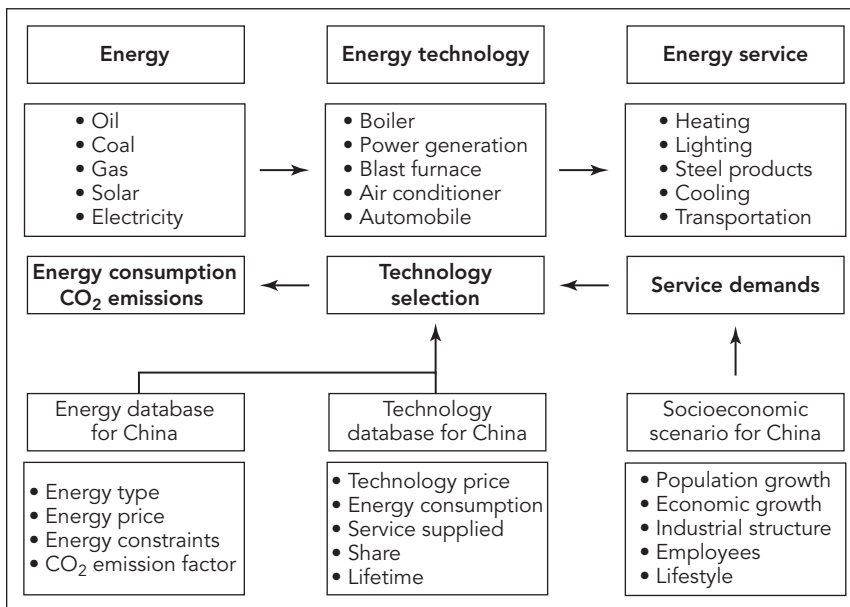 Energy
Energy technology
Energy service
• Oil
• Coal
• Gas
• Solar
• Electricity
• Boiler
• Power generation
• Blast furnace
• Air conditioner
• Automobile
• Heating
• Lighting
• Steel products
• Cooling
• Transportation
Energy consumption
CO₂ emissions
Technology
selection
Service demands
Energy database
for China
Technology
database for China
Socioeconomic
scenario for China
• Energy type
• Energy price
• Energy constraints
• CO₂ emission factor
• Technology price
• Energy consumption
• Service supplied
• Share
• Lifetime
• Population growth
• Economic growth
• Industrial structure
• Employees
• Lifestyle